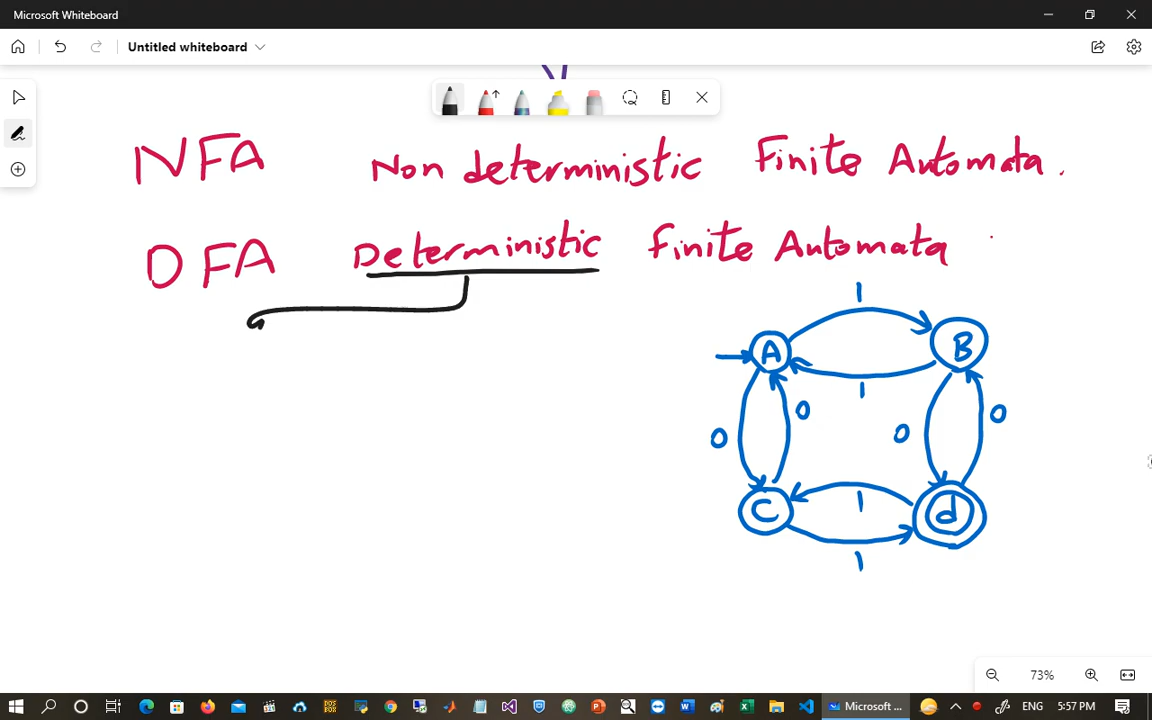 Microsoft Whiteboard
Untitled whiteboard
NFA Non deterministic Finite Automata.
DFA Deterministic Finite Automata
1
A B
1
0 0 0 0
C 1 d
1
73%
Microsoft ... ENG 5:57 PM